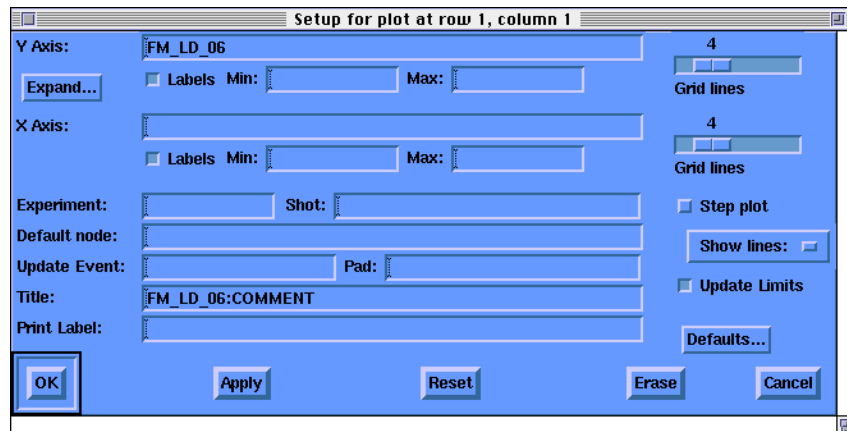 Setup for plot at row 1, column 1
Y Axis: FM_LD_06 4
Expand... Labels Min: Max: Grid lines
X Axis: 4
Labels Min: Max: Grid lines
Experiment: Shot: Step plot
Default node: Show lines:
Update Event: Pad: Update Limits
Title: FM_LD_06:COMMENT
Print Label: Defaults...
OK Apply Reset Erase Cancel